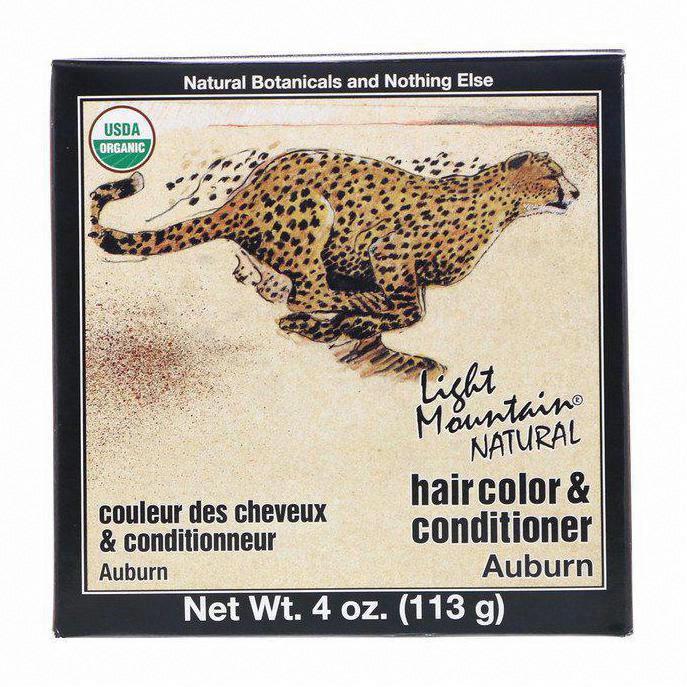 Natural Botanicals and Nothing Else
USDA
ORGANIC
Light
Mountain®
NATURAL
hair color &
conditioner
Auburn
couleur des cheveux
& conditionneur
Auburn
Net Wt. 4 oz. (113 g)